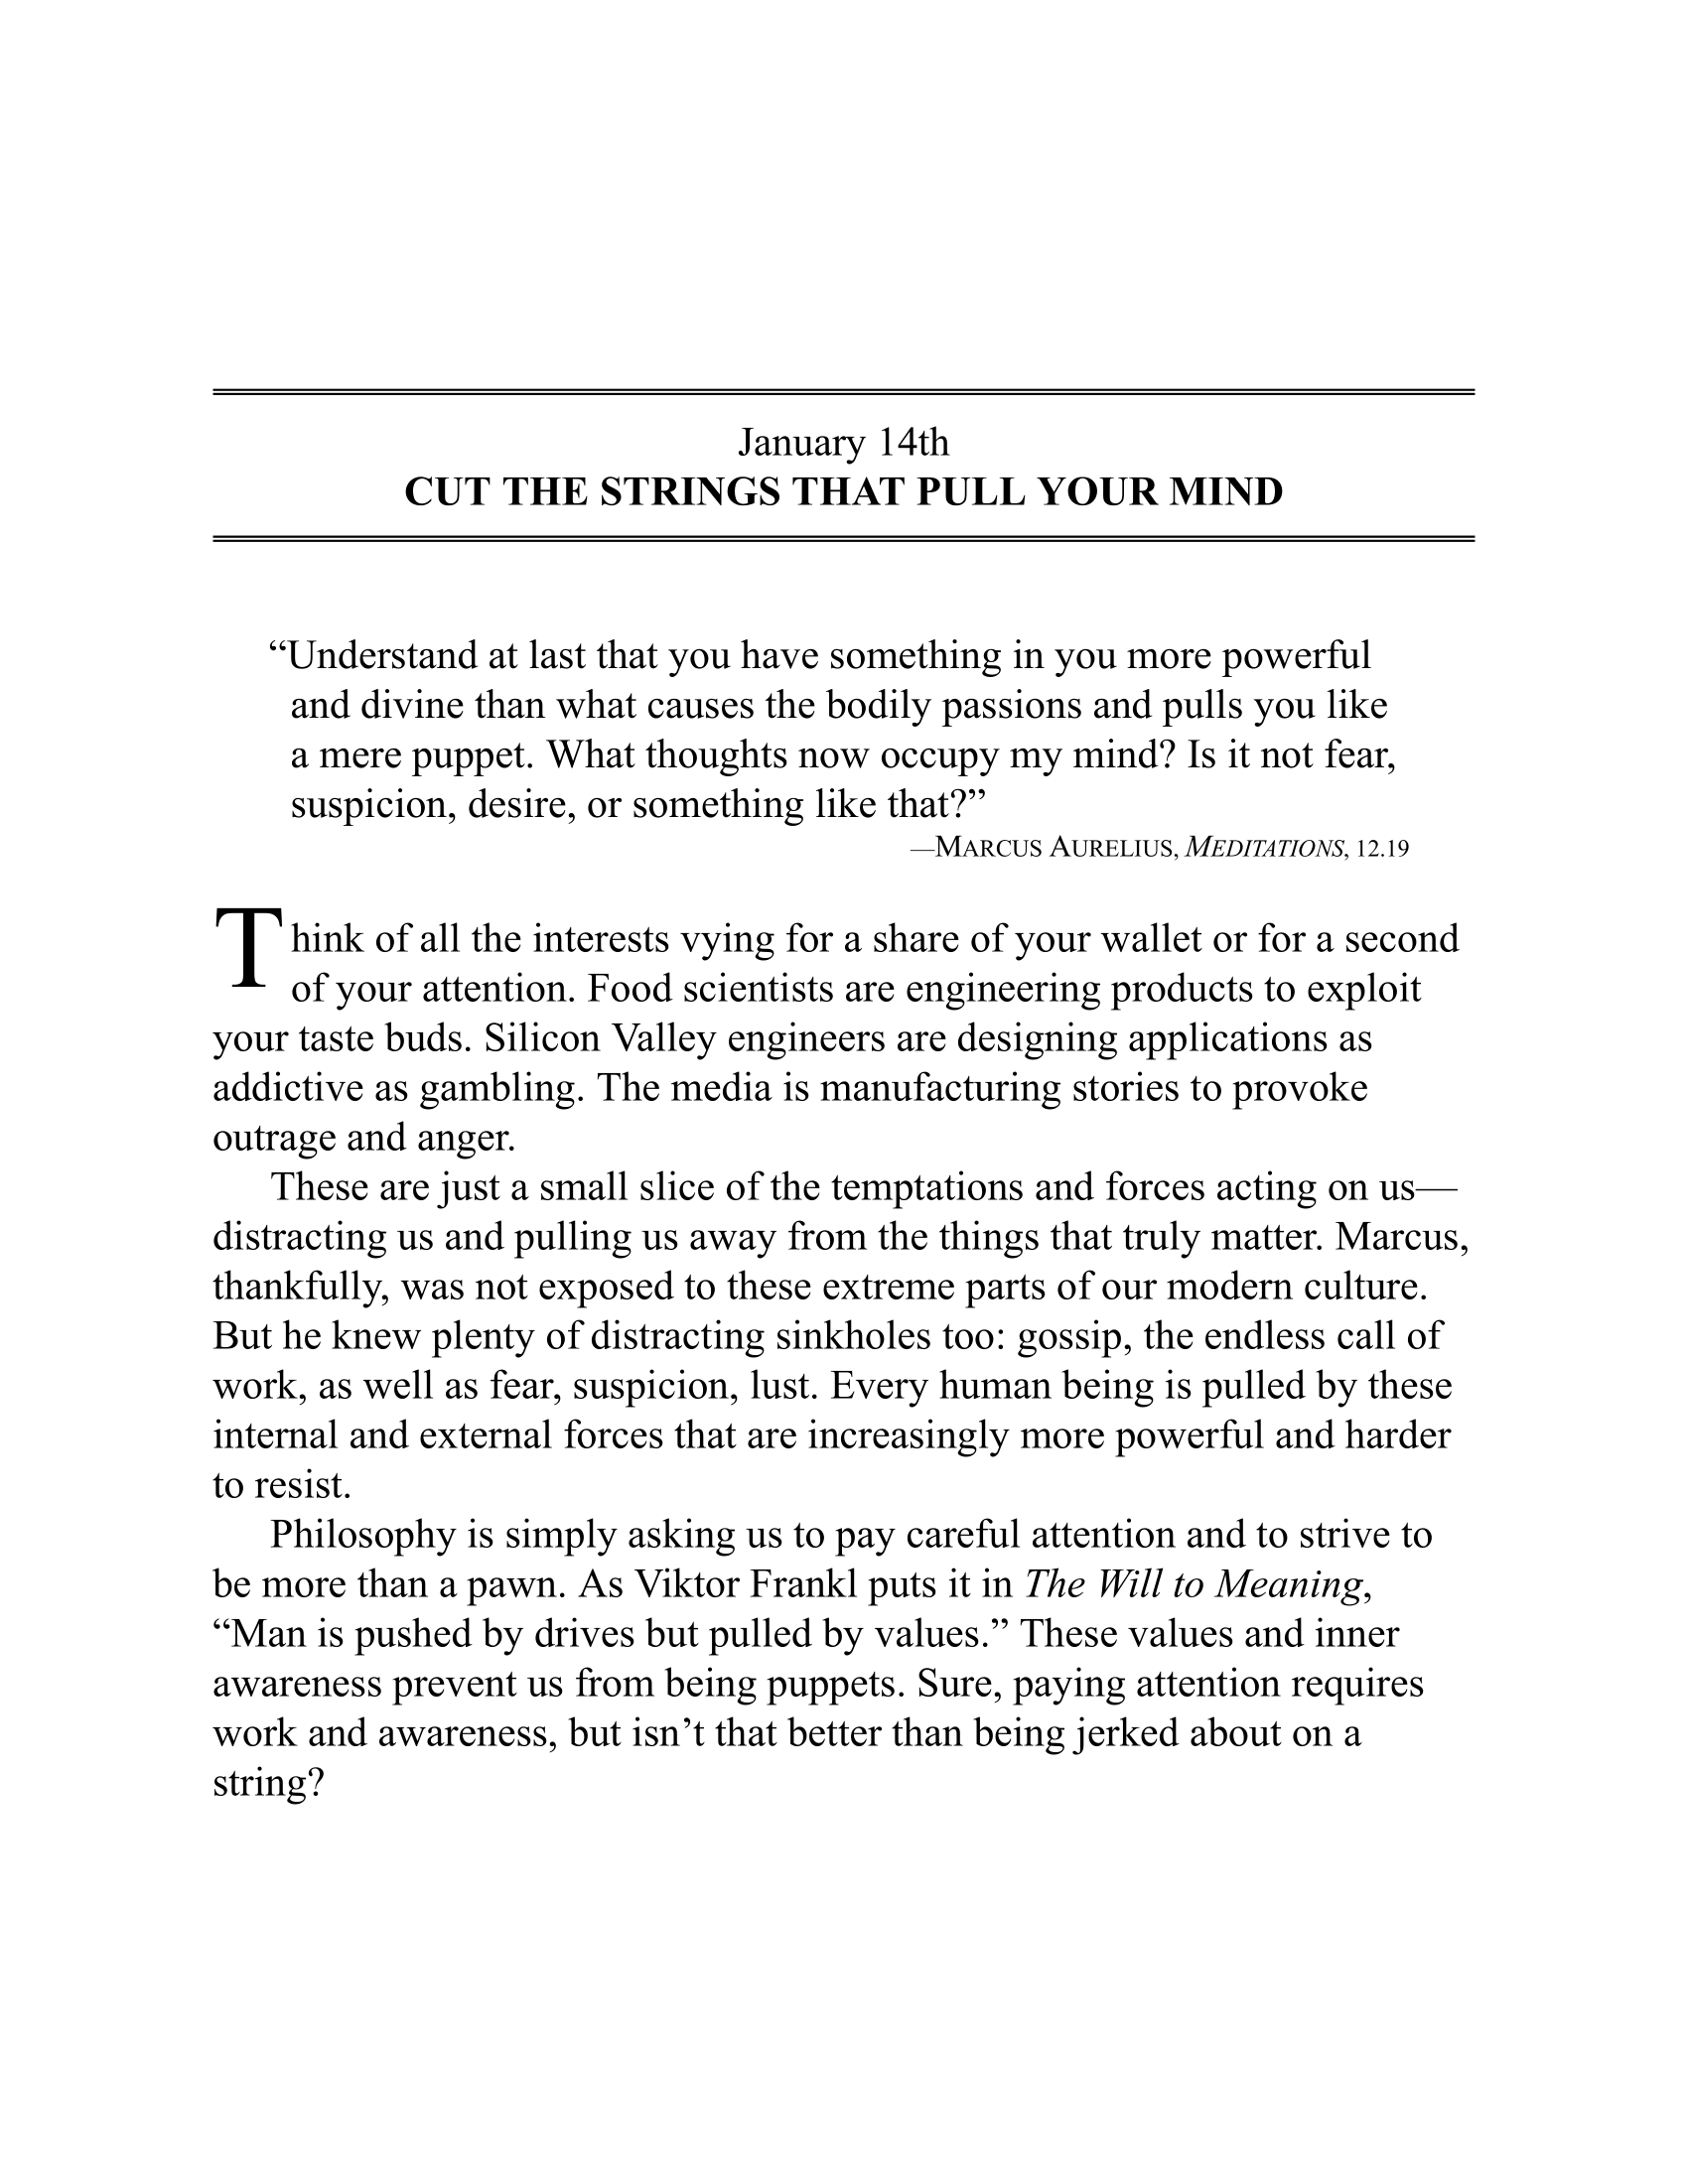 January 14th
CUT THE STRINGS THAT PULL YOUR MIND
“Understand at last that you have something in you more powerful
and divine than what causes the bodily passions and pulls you like
a mere puppet. What thoughts now occupy my mind? Is it not fear,
suspicion, desire, or something like that?”
—MARCUS AURELIUS, MEDITATIONS, 12.19
Think of all the interests vying for a share of your wallet or for a second
of your attention. Food scientists are engineering products to exploit
your taste buds. Silicon Valley engineers are designing applications as
addictive as gambling. The media is manufacturing stories to provoke
outrage and anger.
These are just a small slice of the temptations and forces acting on us—
distracting us and pulling us away from the things that truly matter. Marcus,
thankfully, was not exposed to these extreme parts of our modern culture.
But he knew plenty of distracting sinkholes too: gossip, the endless call of
work, as well as fear, suspicion, lust. Every human being is pulled by these
internal and external forces that are increasingly more powerful and harder
to resist.
Philosophy is simply asking us to pay careful attention and to strive to
be more than a pawn. As Viktor Frankl puts it in The Will to Meaning,
“Man is pushed by drives but pulled by values.” These values and inner
awareness prevent us from being puppets. Sure, paying attention requires
work and awareness, but isn’t that better than being jerked about on a
string?